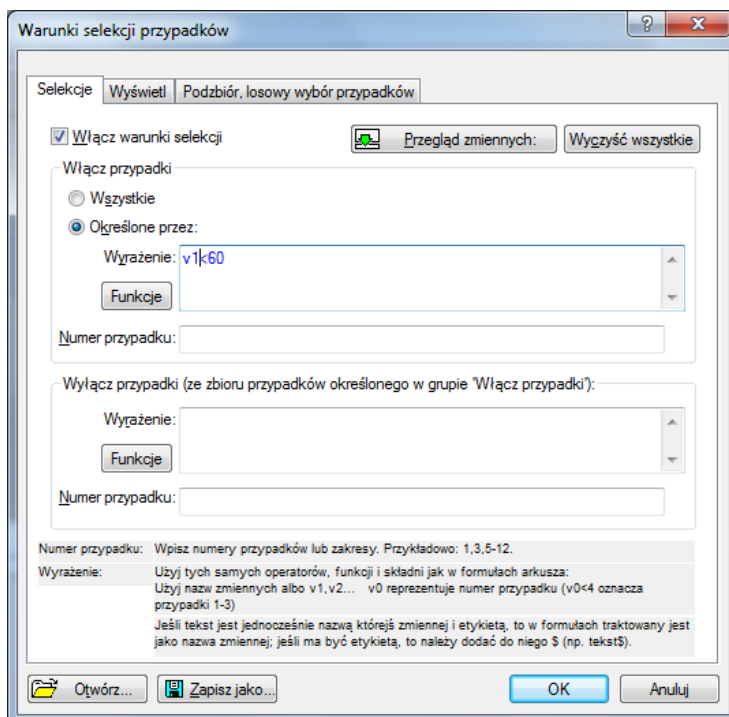 Warunki selekcji przypadków
Selekcje Wyświetl Podzbiór, losowy wybór przypadków
Włącz warunki selekcji Przegląd zmiennych: Wyczyść wszystkie
Włącz przypadki
Wszystkie
Określone przez:
Wyrażenie: v1<60
Funkcje
Numer przypadku:
Wyłącz przypadki (ze zbioru przypadków określonego w grupie 'Włącz przypadki'):
Wyrażenie:
Funkcje
Numer przypadku:
Numer przypadku: Wpisz numery przypadków lub zakresy. Przykładowo: 1,3,5-12.
Wyrażenie: Użyj tych samych operatorów, funkcji i składni jak w formułach arkusza:
Użyj nazw zmiennych albo v1,v2... v0 reprezentuje numer przypadku (v0<4 oznacza
przypadki 1-3)
Jeśli tekst jest jednocześnie nazwą którejś zmiennej i etykietą, to w formułach traktowany jest
jako nazwa zmiennej; jeśli ma być etykietą, to należy dodać do niego $ (np. tekst$).
Otwórz... Zapisz jako... OK Anuluj